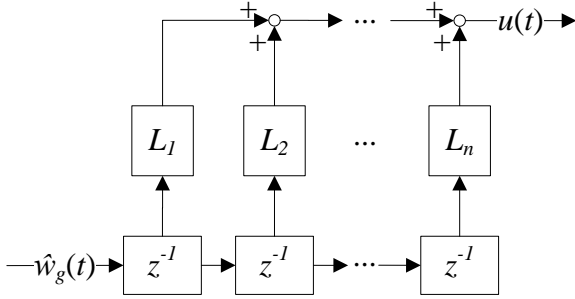 + ... + u(t)
+ +
L1 L2 ... Ln
ŵg(t) z-1 z-1 ... z-1